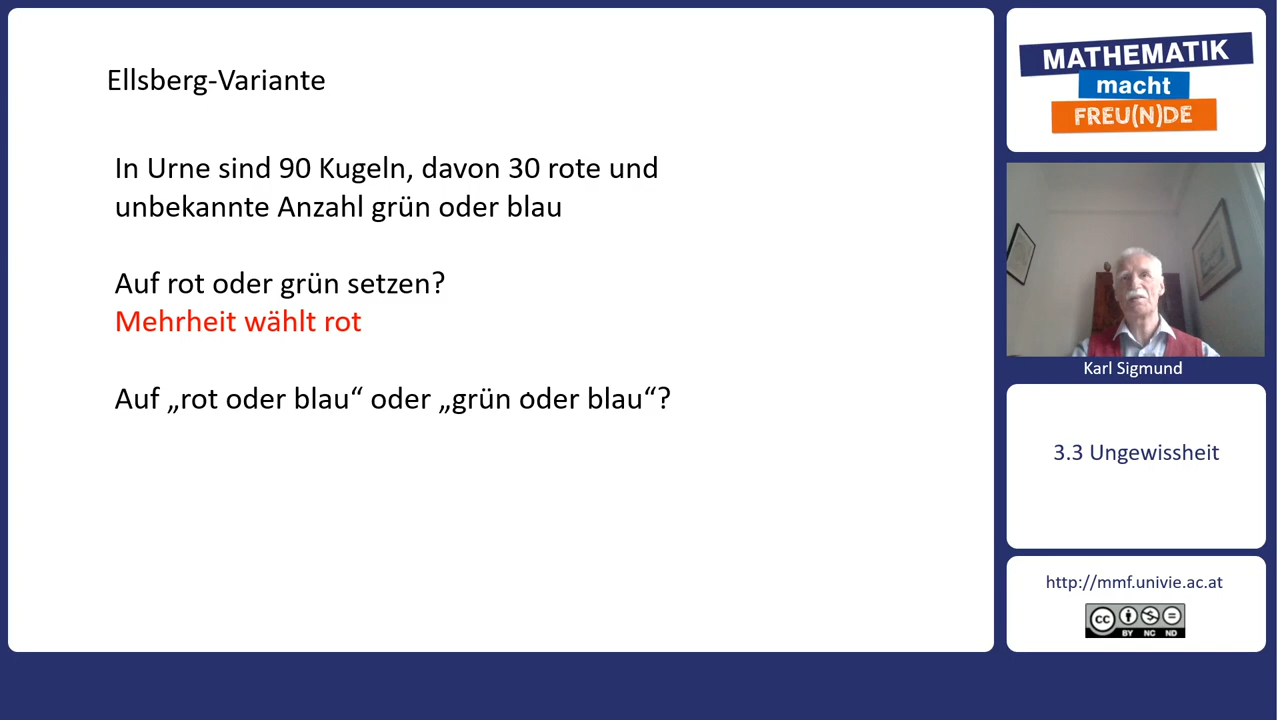 Ellsberg-Variante
In Urne sind 90 Kugeln, davon 30 rote und
unbekannte Anzahl grün oder blau
Auf rot oder grün setzen?
Mehrheit wählt rot
Auf „rot oder blau“ oder „grün oder blau“?
MATHEMATIK
macht
FREU(N)DE
Karl Sigmund
3.3 Ungewissheit
http://mmf.univie.ac.at
CC
BY NC ND